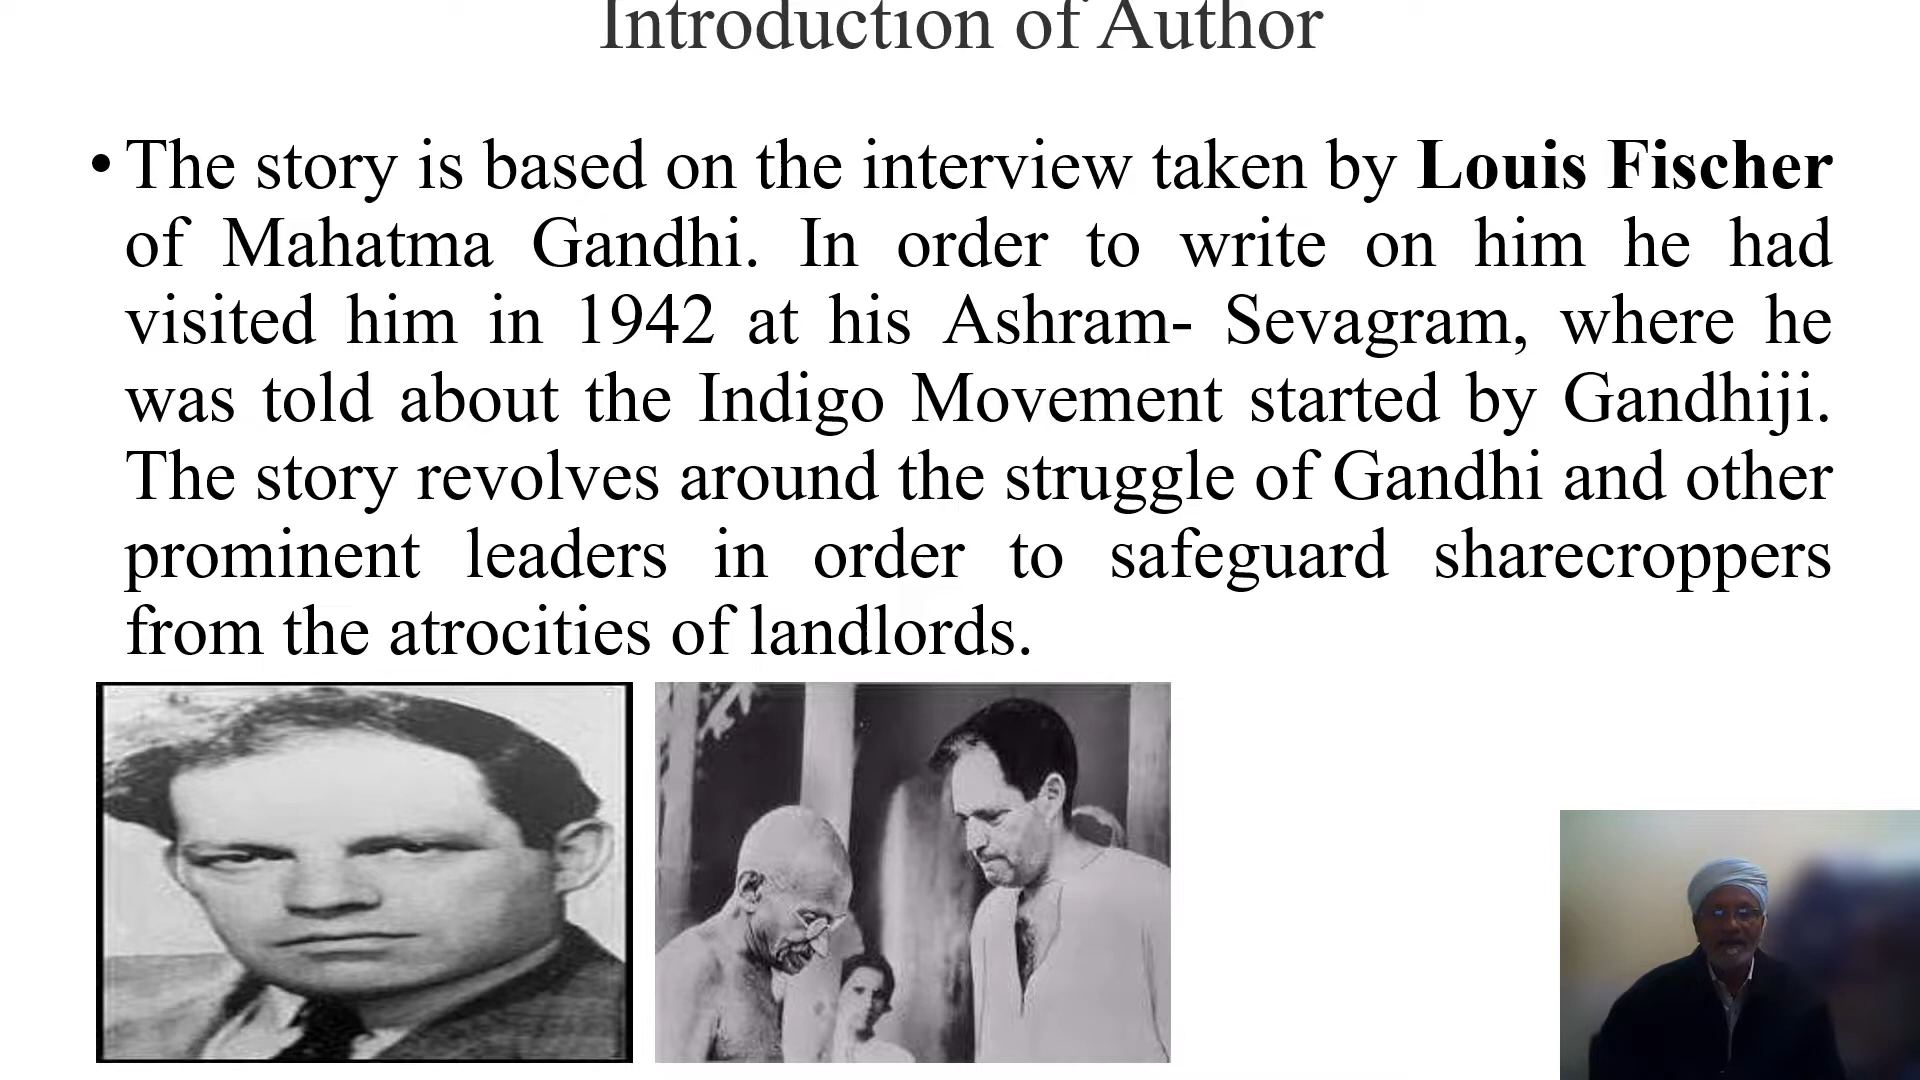 Introduction of Author
• The story is based on the interview taken by Louis Fischer
of Mahatma Gandhi. In order to write on him he had
visited him in 1942 at his Ashram- Sevagram, where he
was told about the Indigo Movement started by Gandhiji.
The story revolves around the struggle of Gandhi and other
prominent leaders in order to safeguard sharecroppers
from the atrocities of landlords.